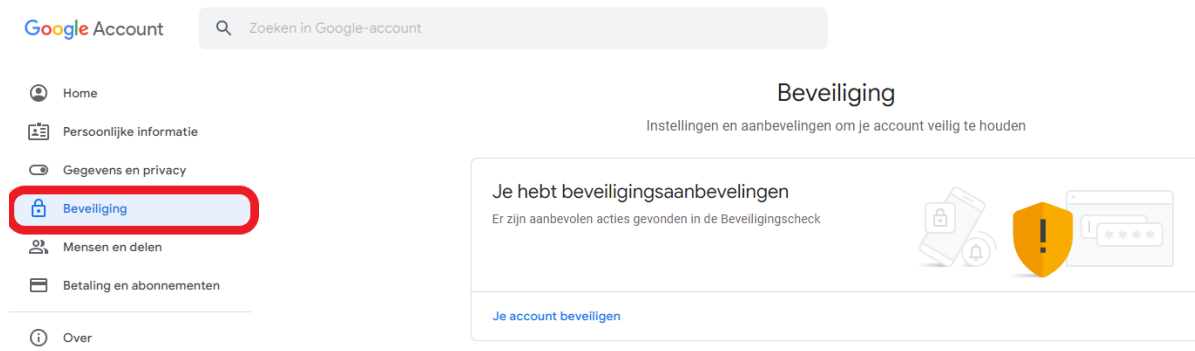 Google Account
Zoeken in Google-account
Home
Persoonlijke informatie
Gegevens en privacy
Beveiliging
Mensen en delen
Betaling en abonnementen
Over
Beveiliging
Instellingen en aanbevelingen om je account veilig te houden
Je hebt beveiligingsaanbevelingen
Er zijn aanbevolen acties gevonden in de Beveiligingscheck
Je account beveiligen